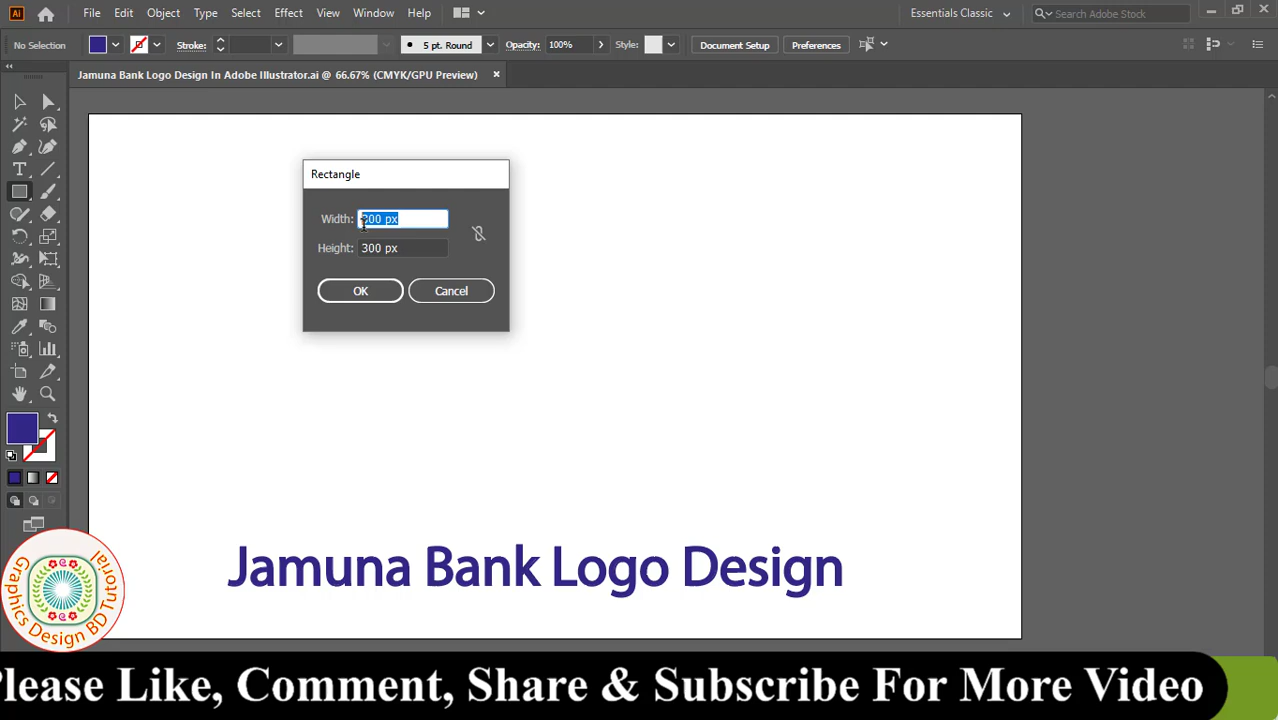 Ai File Edit Object Type Select Effect View Window Help Essentials Classic Search Adobe Stock
No Selection Stroke: 5 pt. Round Opacity: 100% Style: Document Setup Preferences
Jamuna Bank Logo Design In Adobe Illustrator.ai @ 66.67% (CMYK/GPU Preview)
Rectangle
Width: 300 px
Height: 300 px
OK Cancel
Jamuna Bank Logo Design
Graphics Design BD Tutorial
Please Like, Comment, Share & Subscribe For More Video